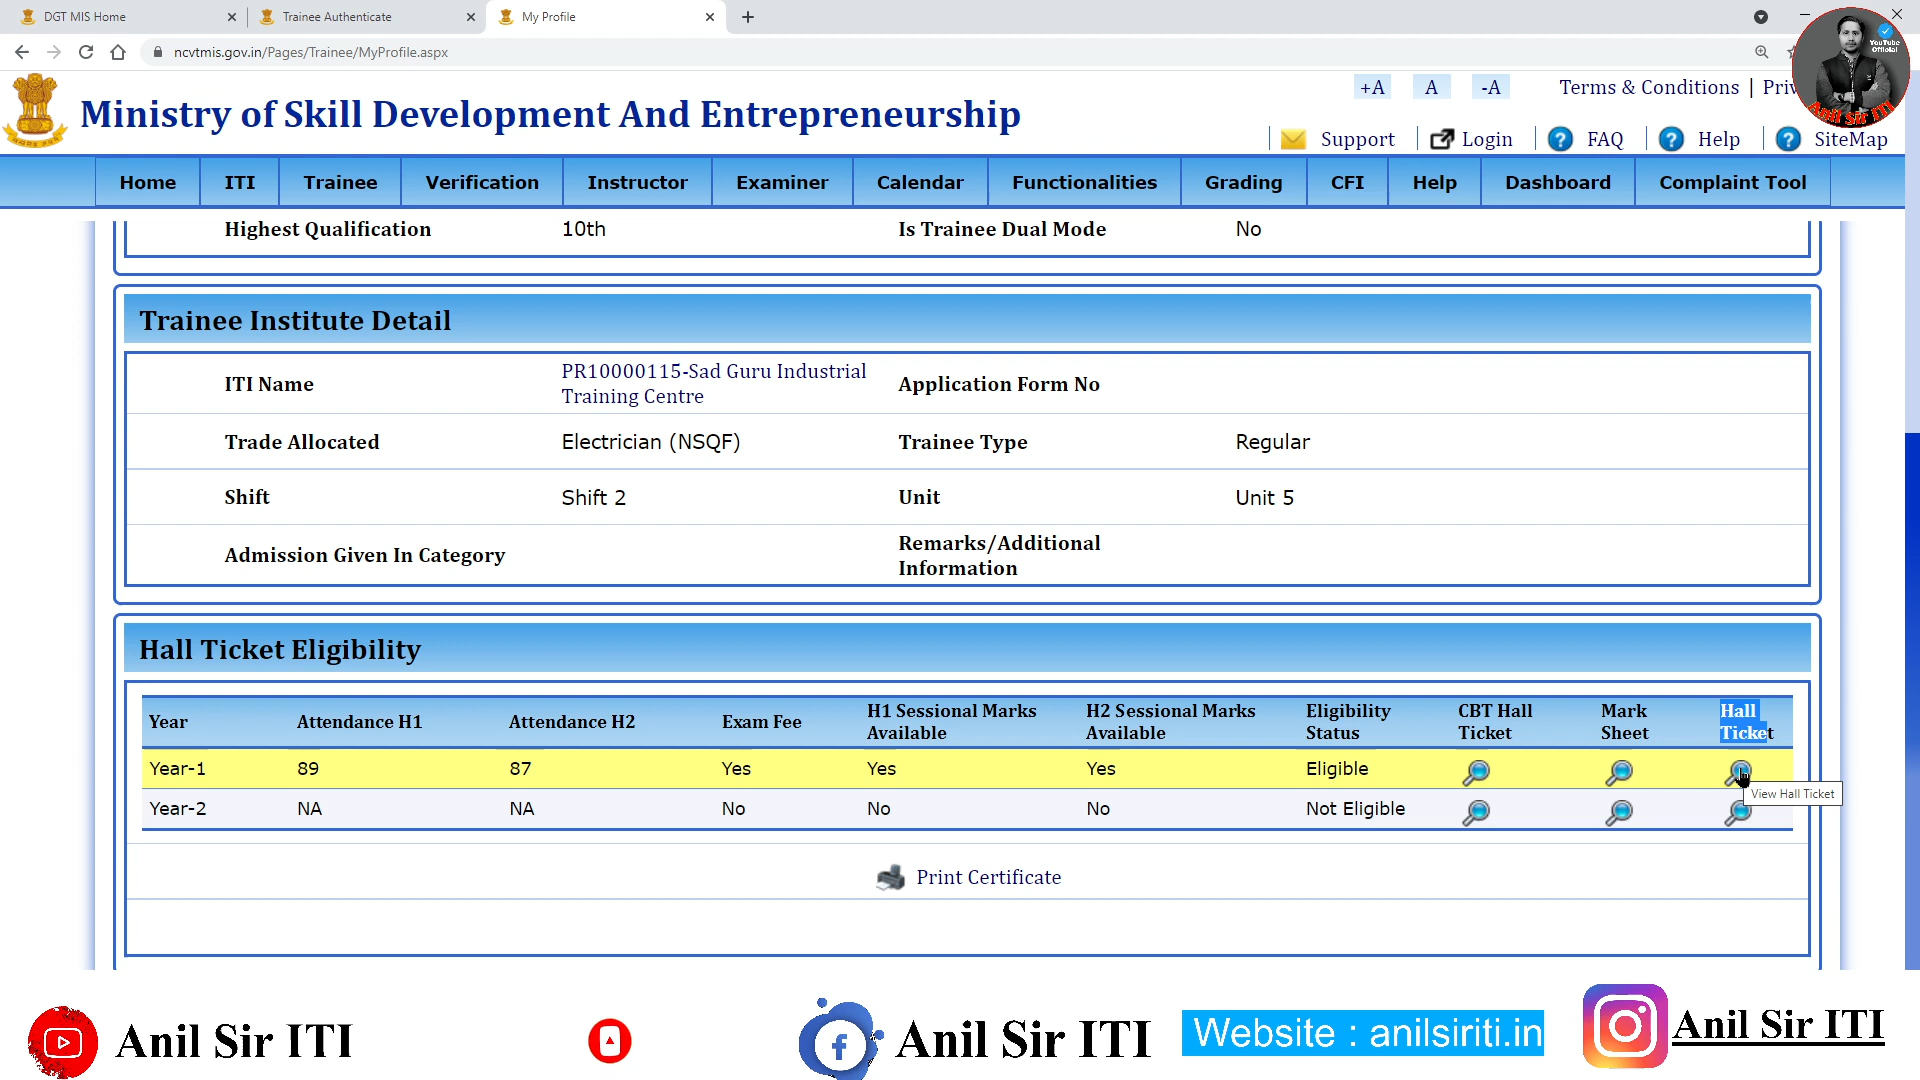 DGT MIS Home
Trainee Authenticate
My Profile
ncvtmis.gov.in/Pages/Trainee/MyProfile.aspx
YouTube
Official
Anil Sir ITI
+A A -A Terms & Conditions | Priv
Ministry of Skill Development And Entrepreneurship
Support Login FAQ Help SiteMap
Home ITI Trainee Verification Instructor Examiner Calendar Functionalities Grading CFI Help Dashboard Complaint Tool
Highest Qualification 10th Is Trainee Dual Mode No
Trainee Institute Detail
ITI Name PR10000115-Sad Guru Industrial Training Centre Application Form No
Trade Allocated Electrician (NSQF) Trainee Type Regular
Shift Shift 2 Unit Unit 5
Admission Given In Category Remarks/Additional Information
Hall Ticket Eligibility
Year Attendance H1 Attendance H2 Exam Fee H1 Sessional Marks Available H2 Sessional Marks Available Eligibility Status CBT Hall Ticket Mark Sheet Hall Ticket
Year-1 89 87 Yes Yes Yes Eligible
View Hall Ticket
Year-2 NA NA No No No Not Eligible
Print Certificate
Anil Sir ITI
f Anil Sir ITI
Website : anilsiriti.in
Anil Sir ITI